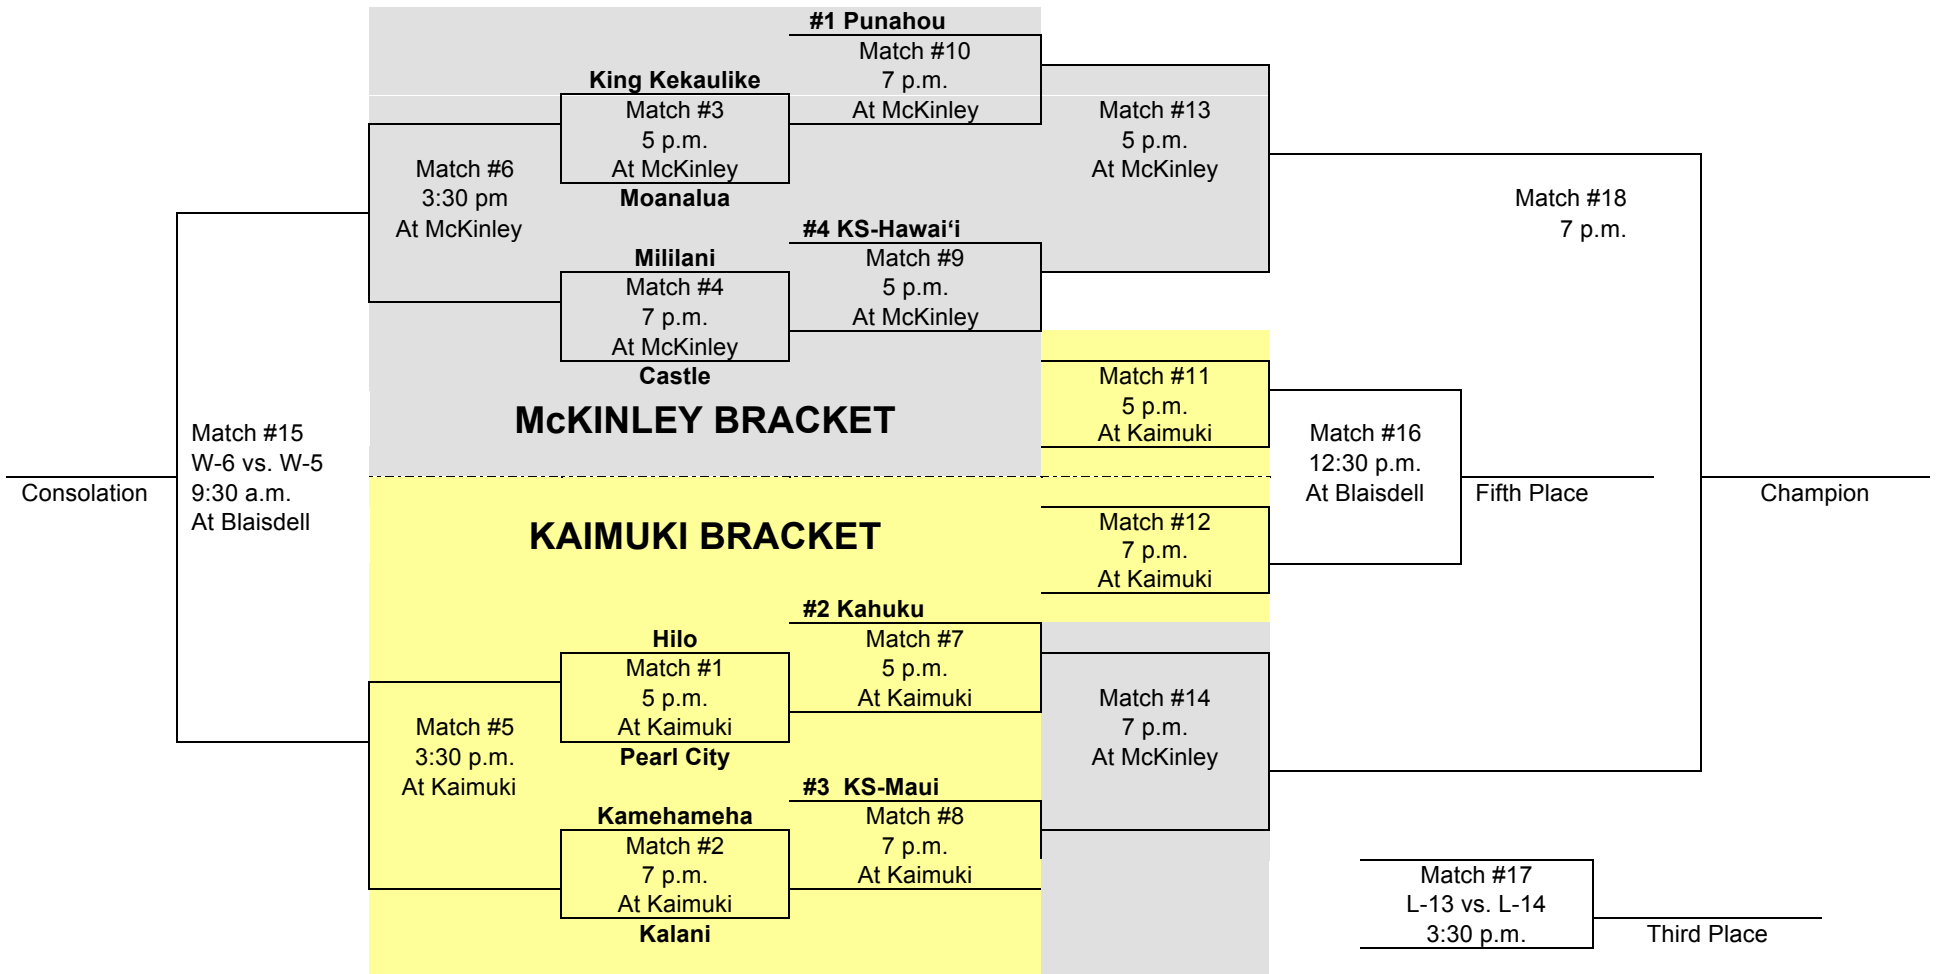 #1 Punahou
Match #10
7 p.m.
At McKinley
King Kekaulike
Match #3
5 p.m.
At McKinley
Moanalua
Match #13
5 p.m.
At McKinley
Match #6
3:30 pm
At McKinley
Match #18
7 p.m.
#4 KS-Hawai‘i
Match #9
5 p.m.
At McKinley
Mililani
Match #4
7 p.m.
At McKinley
Castle
McKINLEY BRACKET
Match #11
5 p.m.
At Kaimuki
Match #15
W-6 vs. W-5
9:30 a.m.
At Blaisdell
Consolation
Match #16
12:30 p.m.
At Blaisdell
Fifth Place
Champion
KAIMUKI BRACKET
Match #12
7 p.m.
At Kaimuki
#2 Kahuku
Match #7
5 p.m.
At Kaimuki
Hilo
Match #1
5 p.m.
At Kaimuki
Pearl City
Match #14
7 p.m.
At McKinley
Match #5
3:30 p.m.
At Kaimuki
#3  KS-Maui
Match #8
7 p.m.
At Kaimuki
Kamehameha
Match #2
7 p.m.
At Kaimuki
Kalani
Match #17
L-13 vs. L-14
3:30 p.m.
Third Place